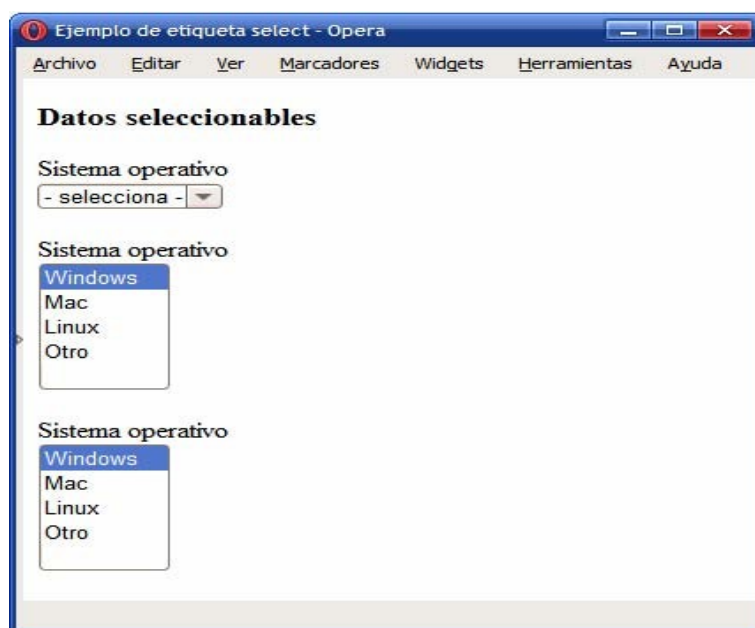 Ejemplo de etiqueta select - Opera
Archivo Editar Ver Marcadores Widgets Herramientas Ayuda
Datos seleccionables
Sistema operativo
- selecciona -
Sistema operativo
Windows
Mac
Linux
Otro
Sistema operativo
Windows
Mac
Linux
Otro